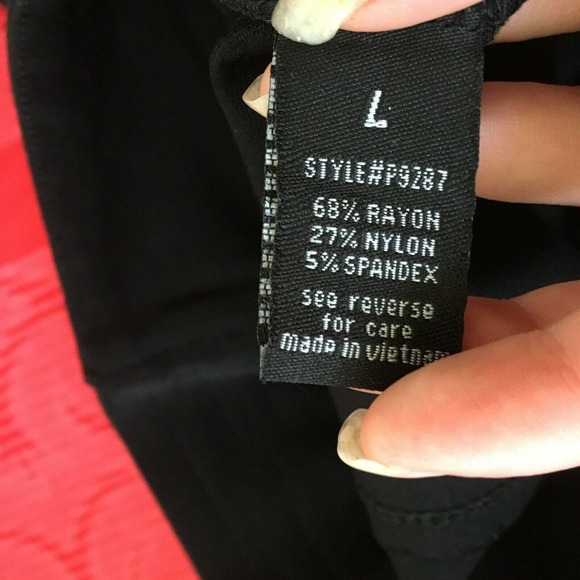 L
STYLE#P9287
68% RAYON
27% NYLON
5% SPANDEX
see reverse
for care
made in vietnam